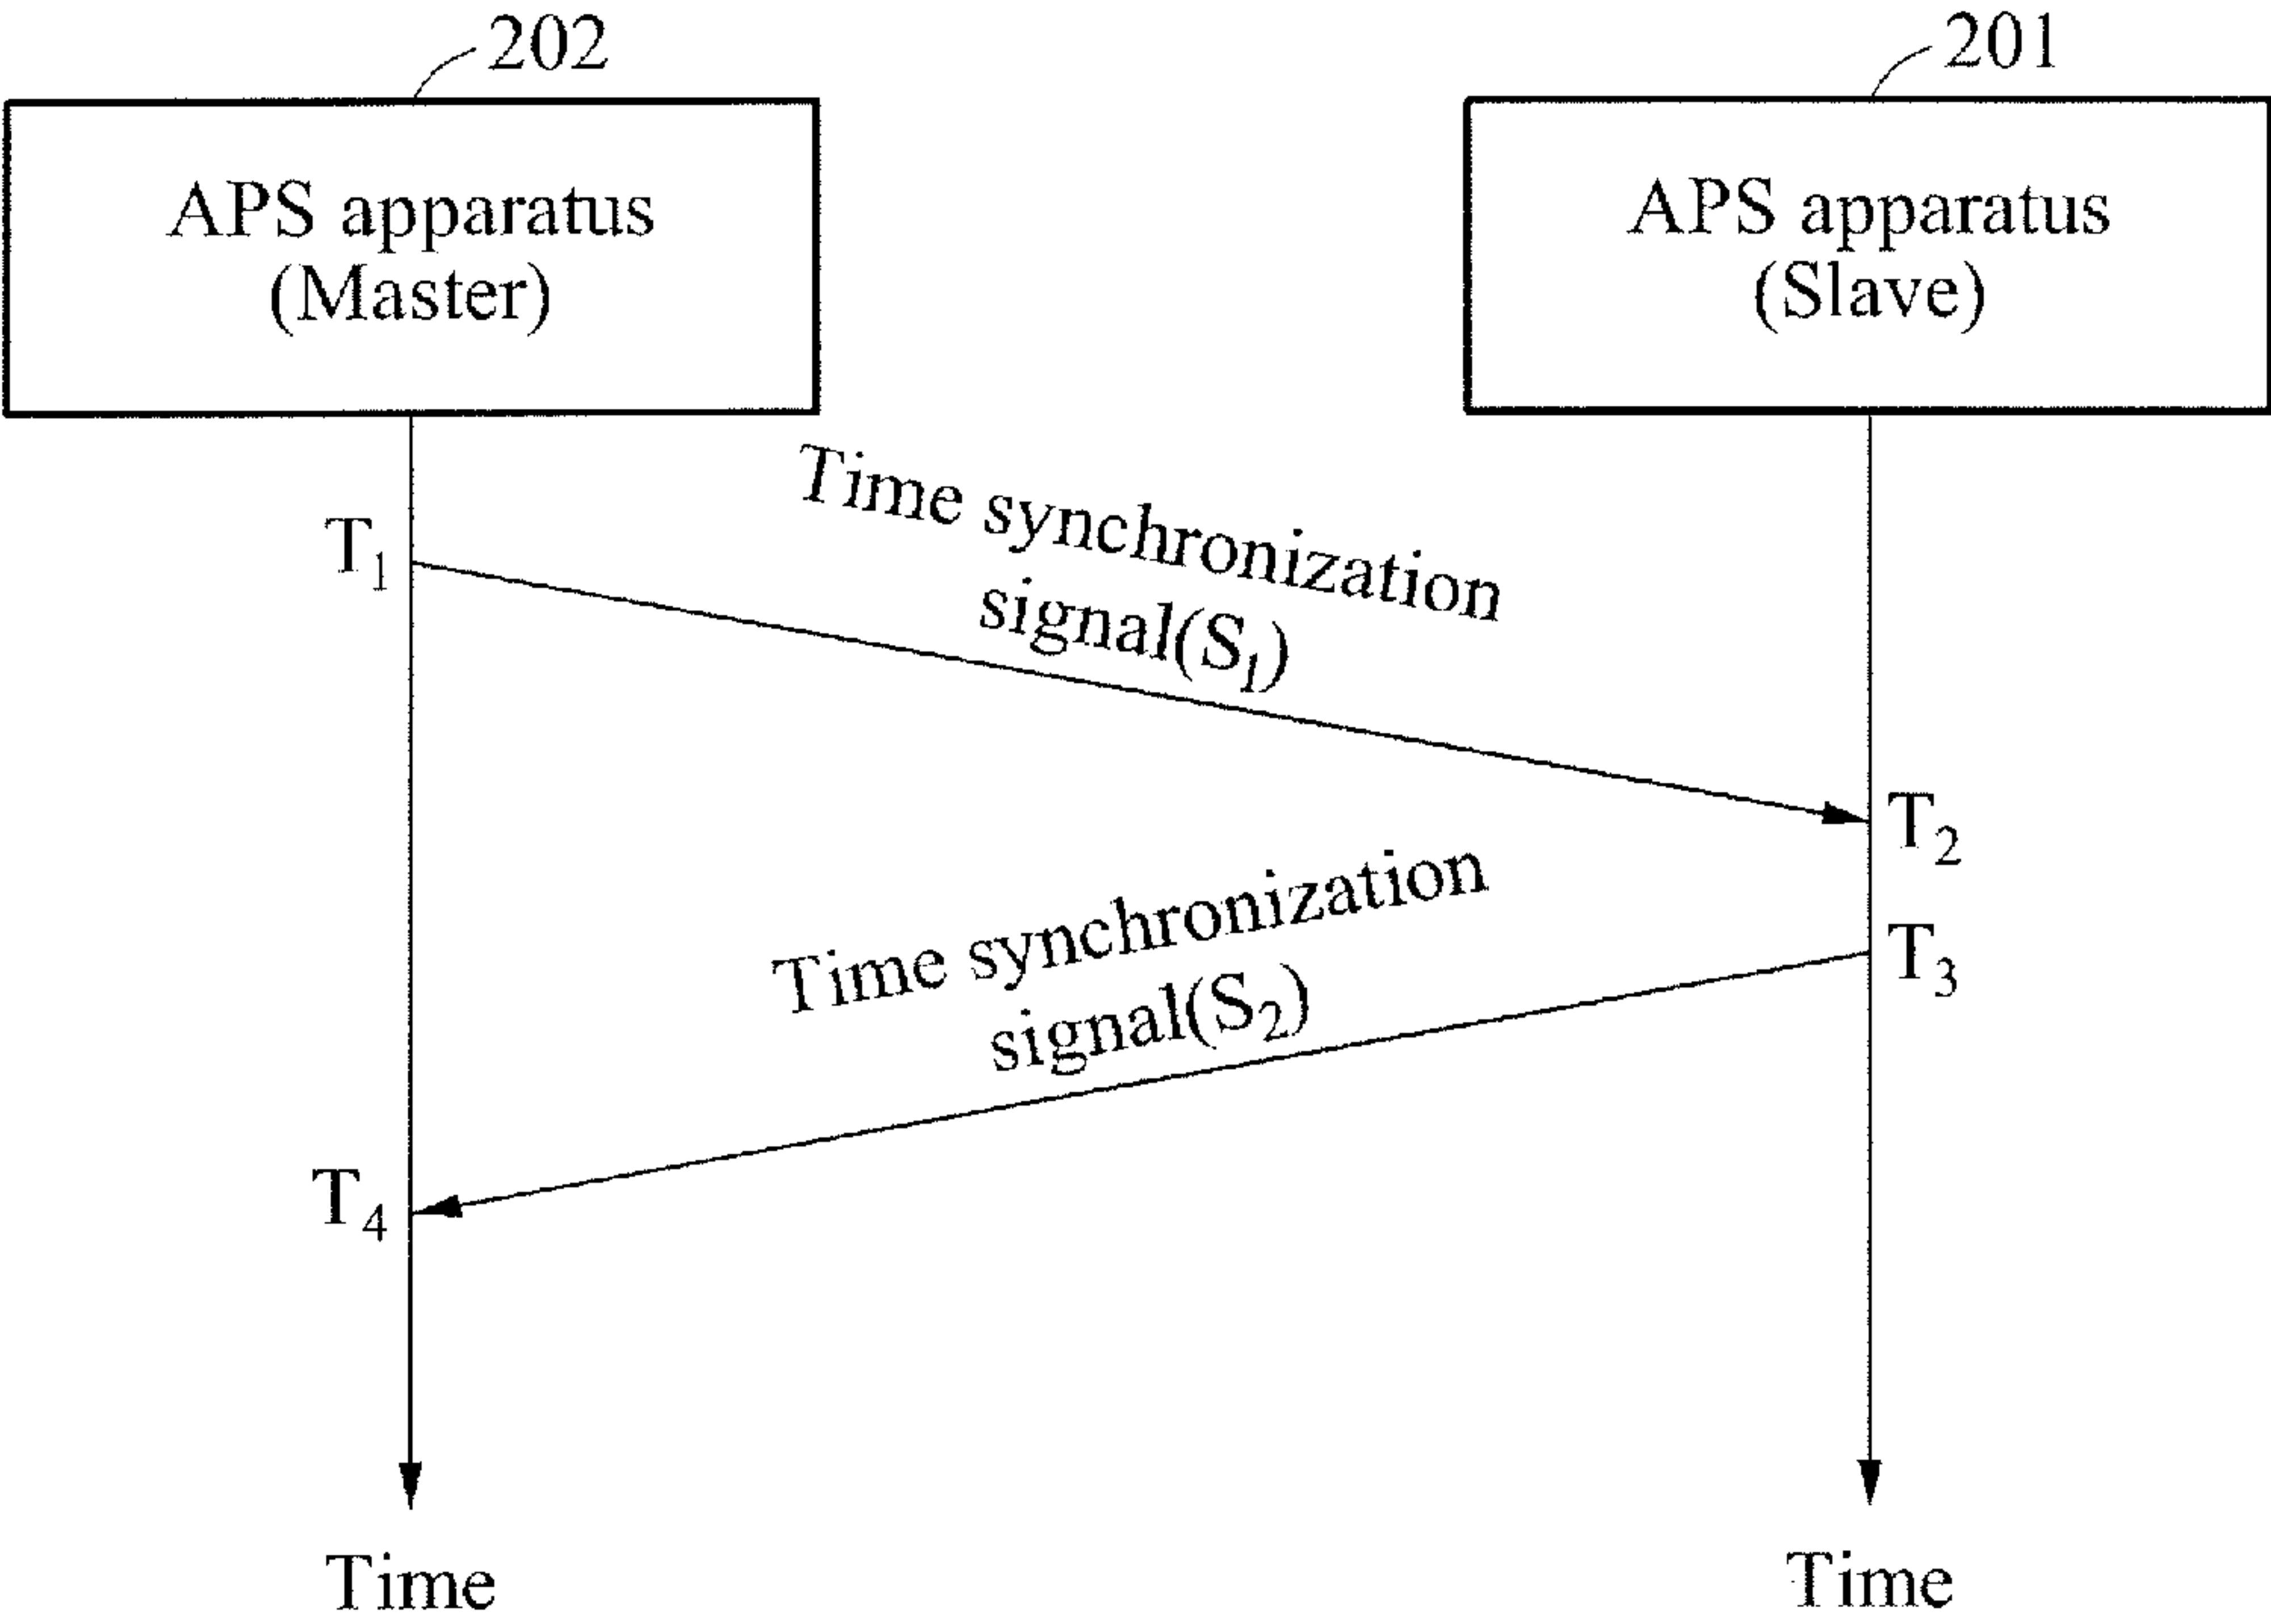 202
201
APS apparatus
(Master)
APS apparatus
(Slave)
Time synchronization
signal(S1)
T1
T2
Time synchronization
signal(S2)
T3
T4
Time
Time